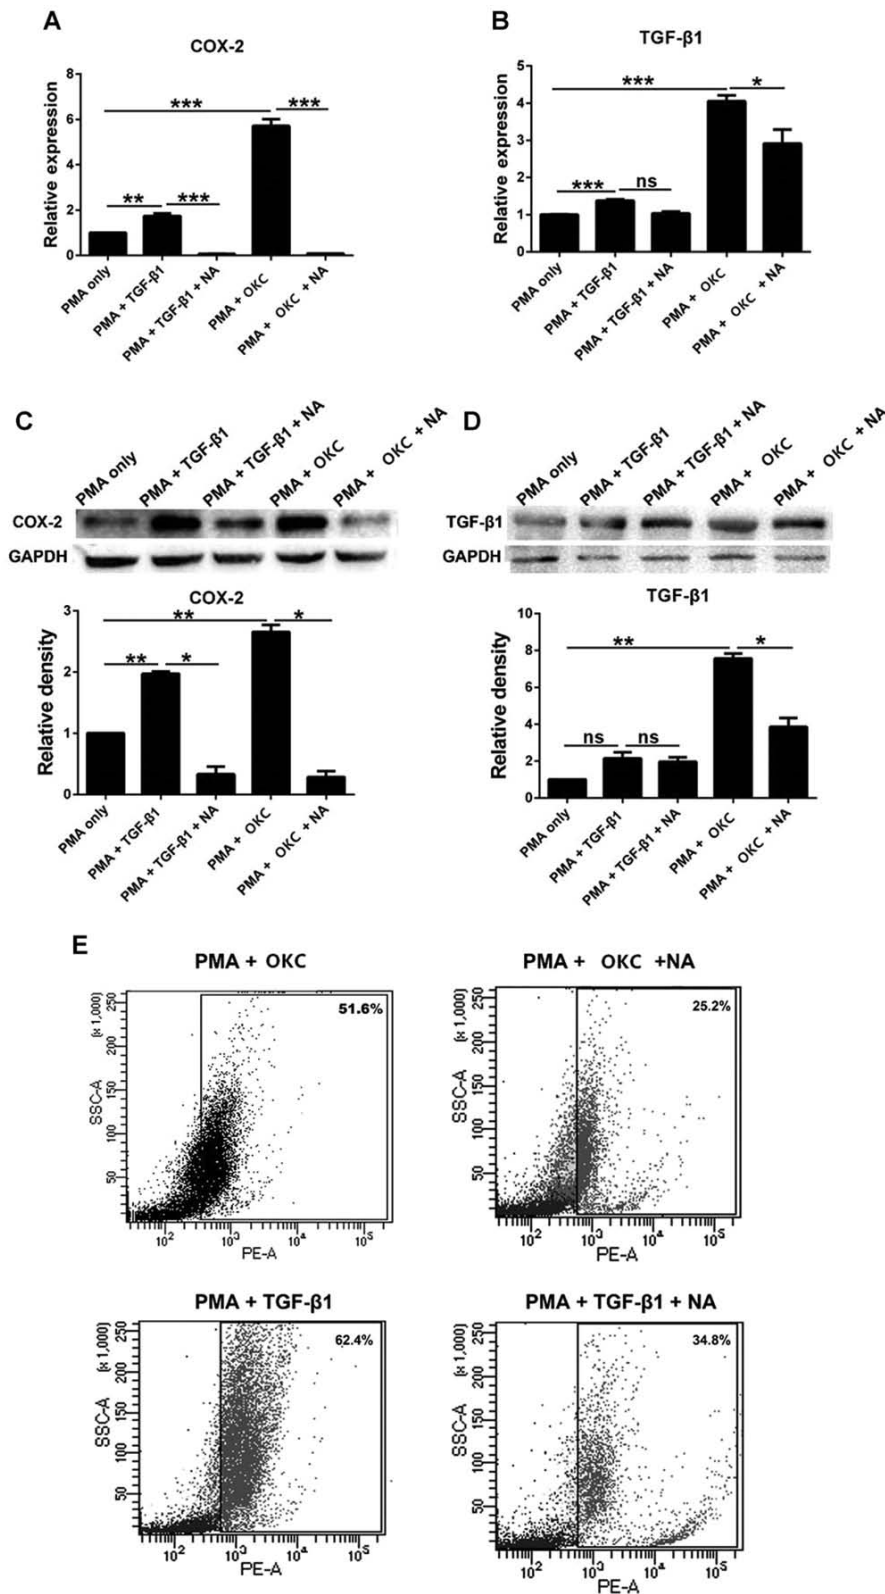 A
COX-2
Relative expression
8
6
4
2
0
***
***
**
***
PMA only
PMA + TGF-β1
PMA + TGF-β1 + NA
PMA + OKC
PMA + OKC + NA
B
TGF-β1
Relative expression
5
4
3
2
1
0
***
*
***
ns
PMA only
PMA + TGF-β1
PMA + TGF-β1 + NA
PMA + OKC
PMA + OKC + NA
C
PMA only
PMA + TGF-β1
PMA + TGF-β1 + NA
PMA + OKC
PMA + OKC + NA
COX-2
GAPDH
COX-2
Relative density
3
2
1
0
**
*
**
*
PMA only
PMA + TGF-β1
PMA + TGF-β1 + NA
PMA + OKC
PMA + OKC + NA
D
PMA only
PMA + TGF-β1
PMA + TGF-β1 + NA
PMA + OKC
PMA + OKC + NA
TGF-β1
GAPDH
TGF-β1
Relative density
10
8
6
4
2
0
**
*
ns
ns
PMA only
PMA + TGF-β1
PMA + TGF-β1 + NA
PMA + OKC
PMA + OKC + NA
E
PMA + OKC
51.6%
(x 1,000)
SSC-A
250
200
150
100
50
10² 10³ 10⁴ 10⁵
PE-A
PMA + OKC +NA
25.2%
(x 1,000)
SSC-A
250
200
150
100
50
10² 10³ 10⁴ 10⁵
PE-A
PMA + TGF-β1
62.4%
(x 1,000)
SSC-A
250
200
150
100
50
10² 10³ 10⁴ 10⁵
PE-A
PMA + TGF-β1 + NA
34.8%
(x 1,000)
SSC-A
250
200
150
100
50
10² 10³ 10⁴ 10⁵
PE-A